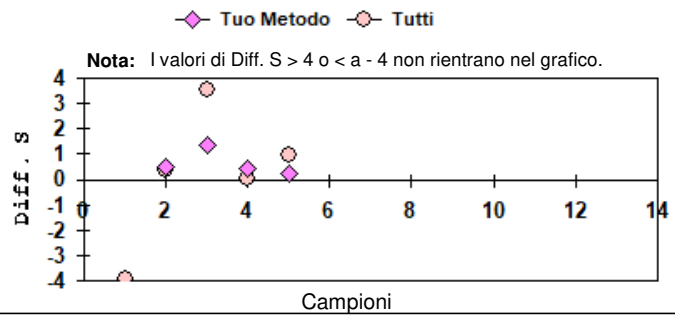 Tuo Metodo Tutti
Nota: I valori di Diff. S > 4 o < a - 4 non rientrano nel grafico.
Diff. S
4
3
2
1
0
-1
-2
-3
-4
0 2 4 6 8 10 12 14
Campioni